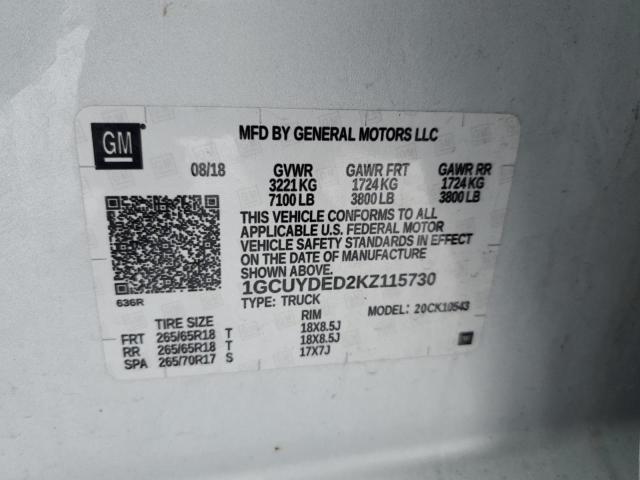 GM
MFD BY GENERAL MOTORS LLC
08/18 GVWR GAWR FRT GAWR RR
3221 KG 1724 KG 1724 KG
7100 LB 3800 LB 3800 LB
THIS VEHICLE CONFORMS TO ALL
APPLICABLE U.S. FEDERAL MOTOR
VEHICLE SAFETY STANDARDS IN EFFECT
ON THE DATE OF MANUFACTURE
SHOWN ABOVE.
636R
1GCUYDED2KZ115730
TYPE: TRUCK
MODEL: 20CK10543
TIRE SIZE RIM
FRT 265/65R18 T 18X8.5J
RR 265/65R18 T 18X8.5J
SPA 265/70R17 S 17X7J